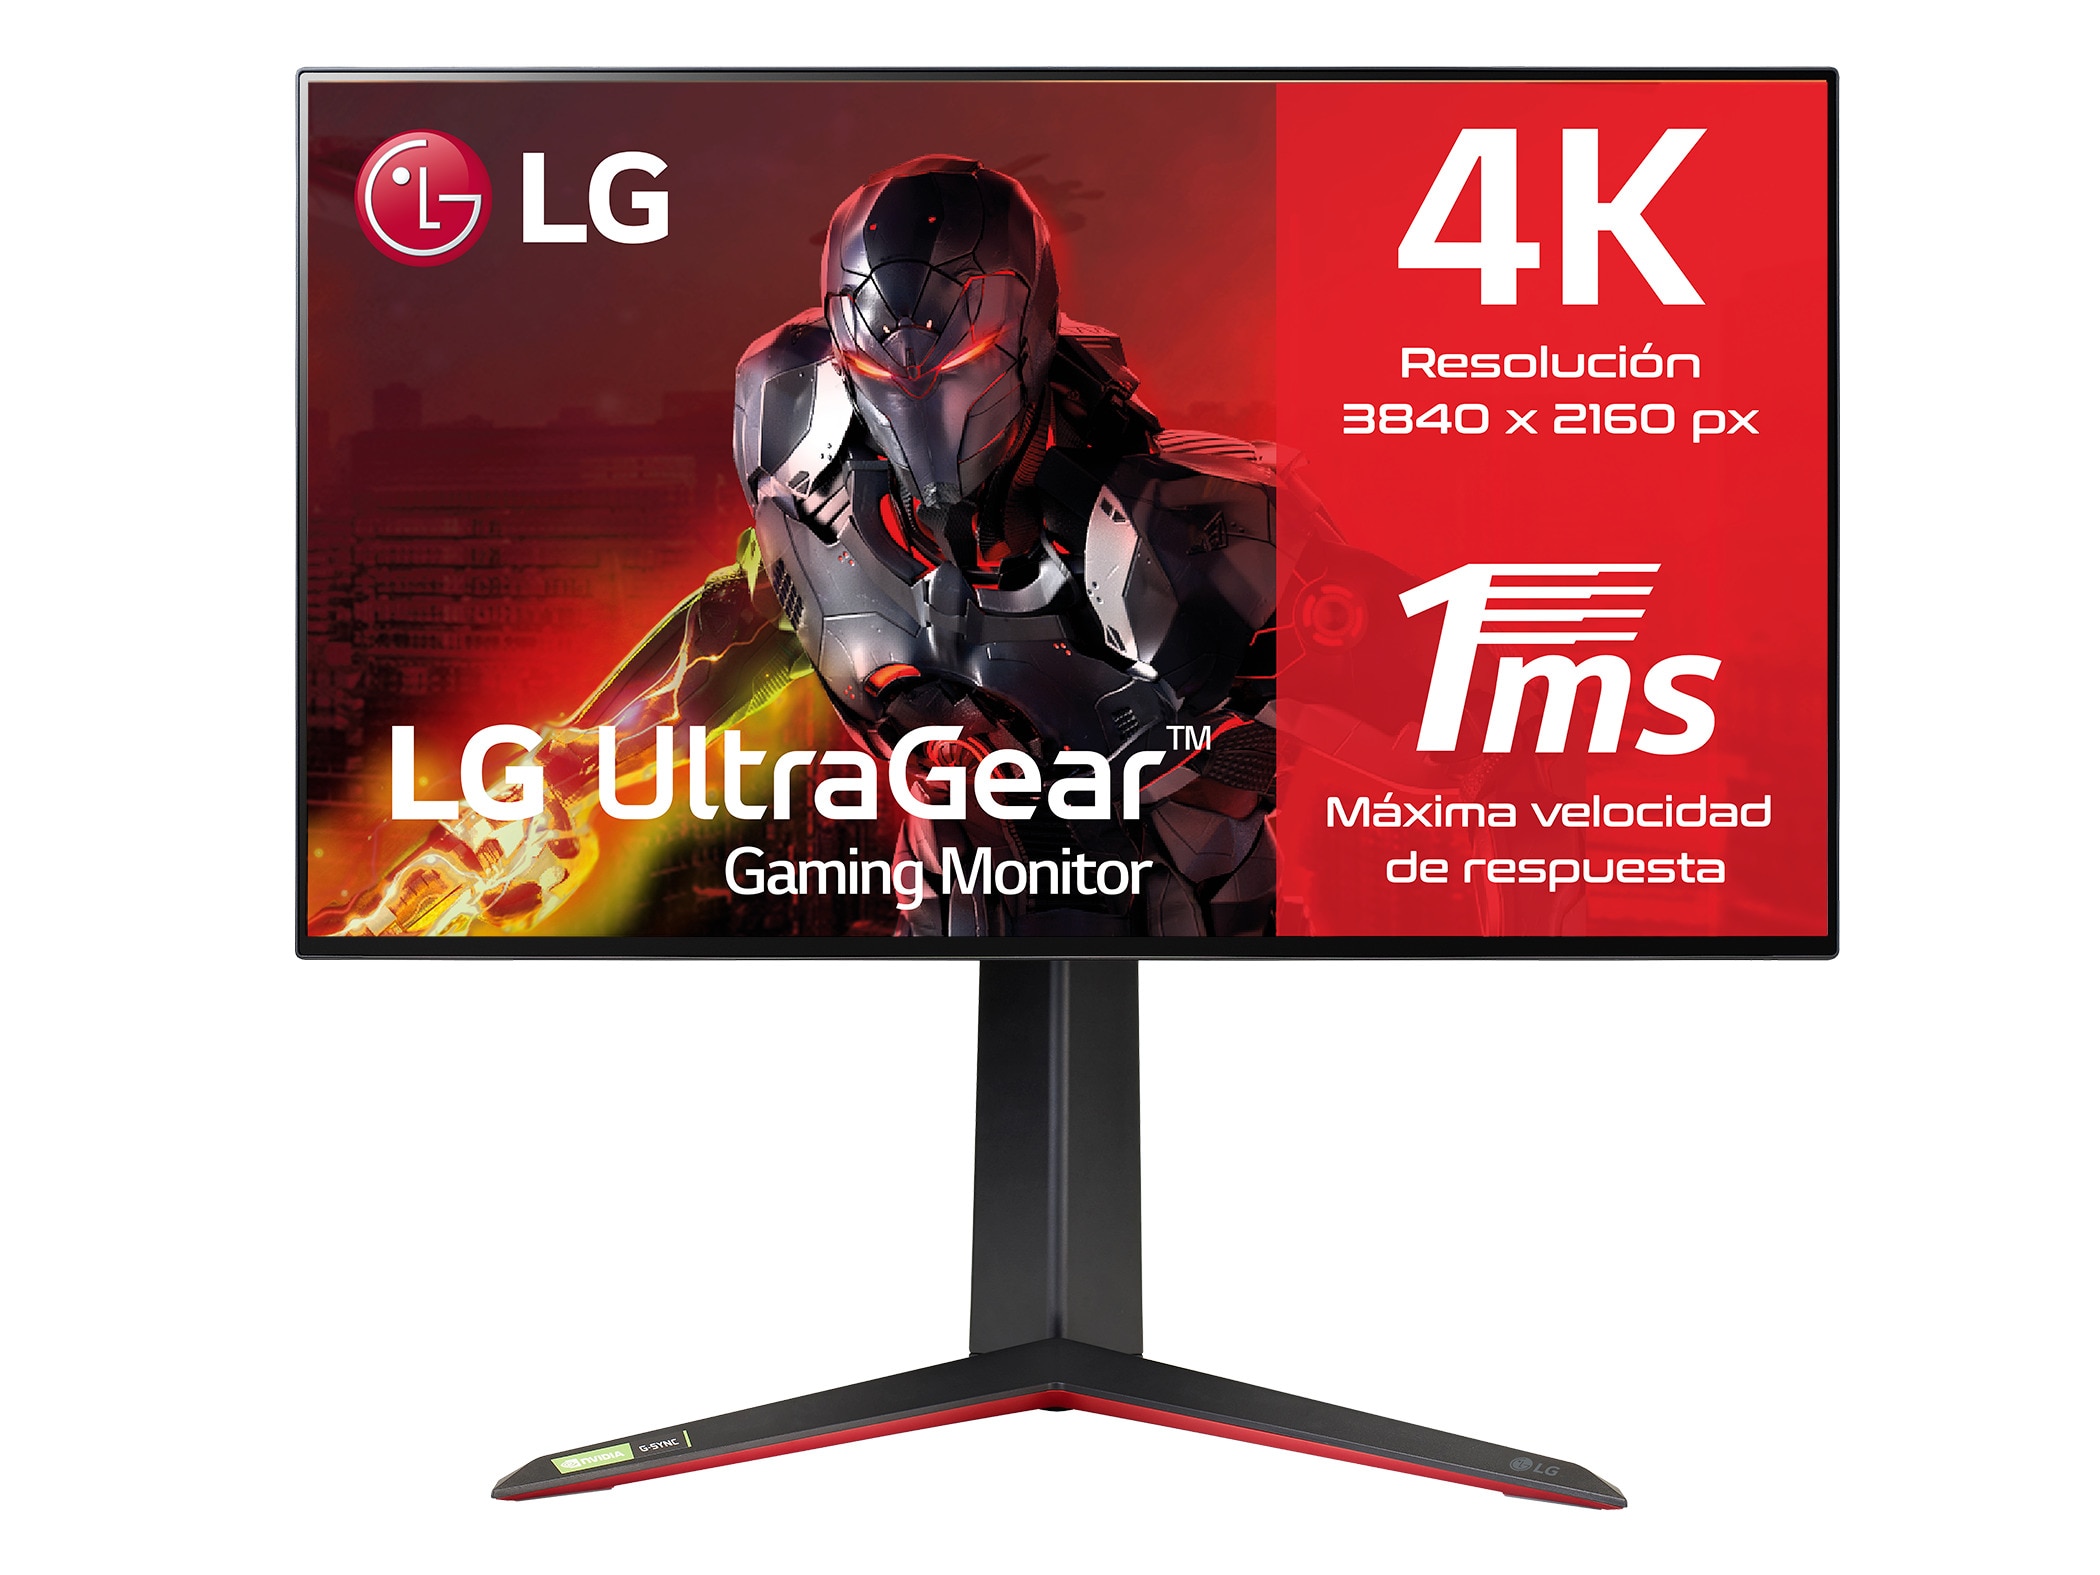 LG
4K
Resolución
3840 x 2160 px
1ms
Máxima velocidad
de respuesta
LG UltraGear™
Gaming Monitor
NVIDIA G-SYNC
LG